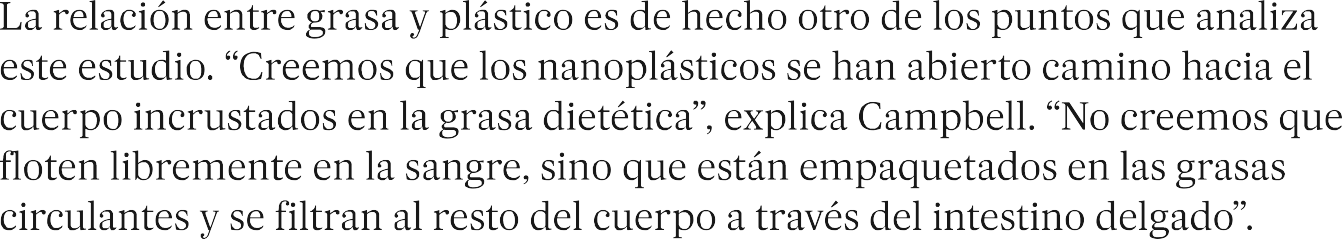 La relación entre grasa y plástico es de hecho otro de los puntos que analiza
este estudio. “Creemos que los nanoplásticos se han abierto camino hacia el
cuerpo incrustados en la grasa dietética”, explica Campbell. “No creemos que
floten libremente en la sangre, sino que están empaquetados en las grasas
circulantes y se filtran al resto del cuerpo a través del intestino delgado”.